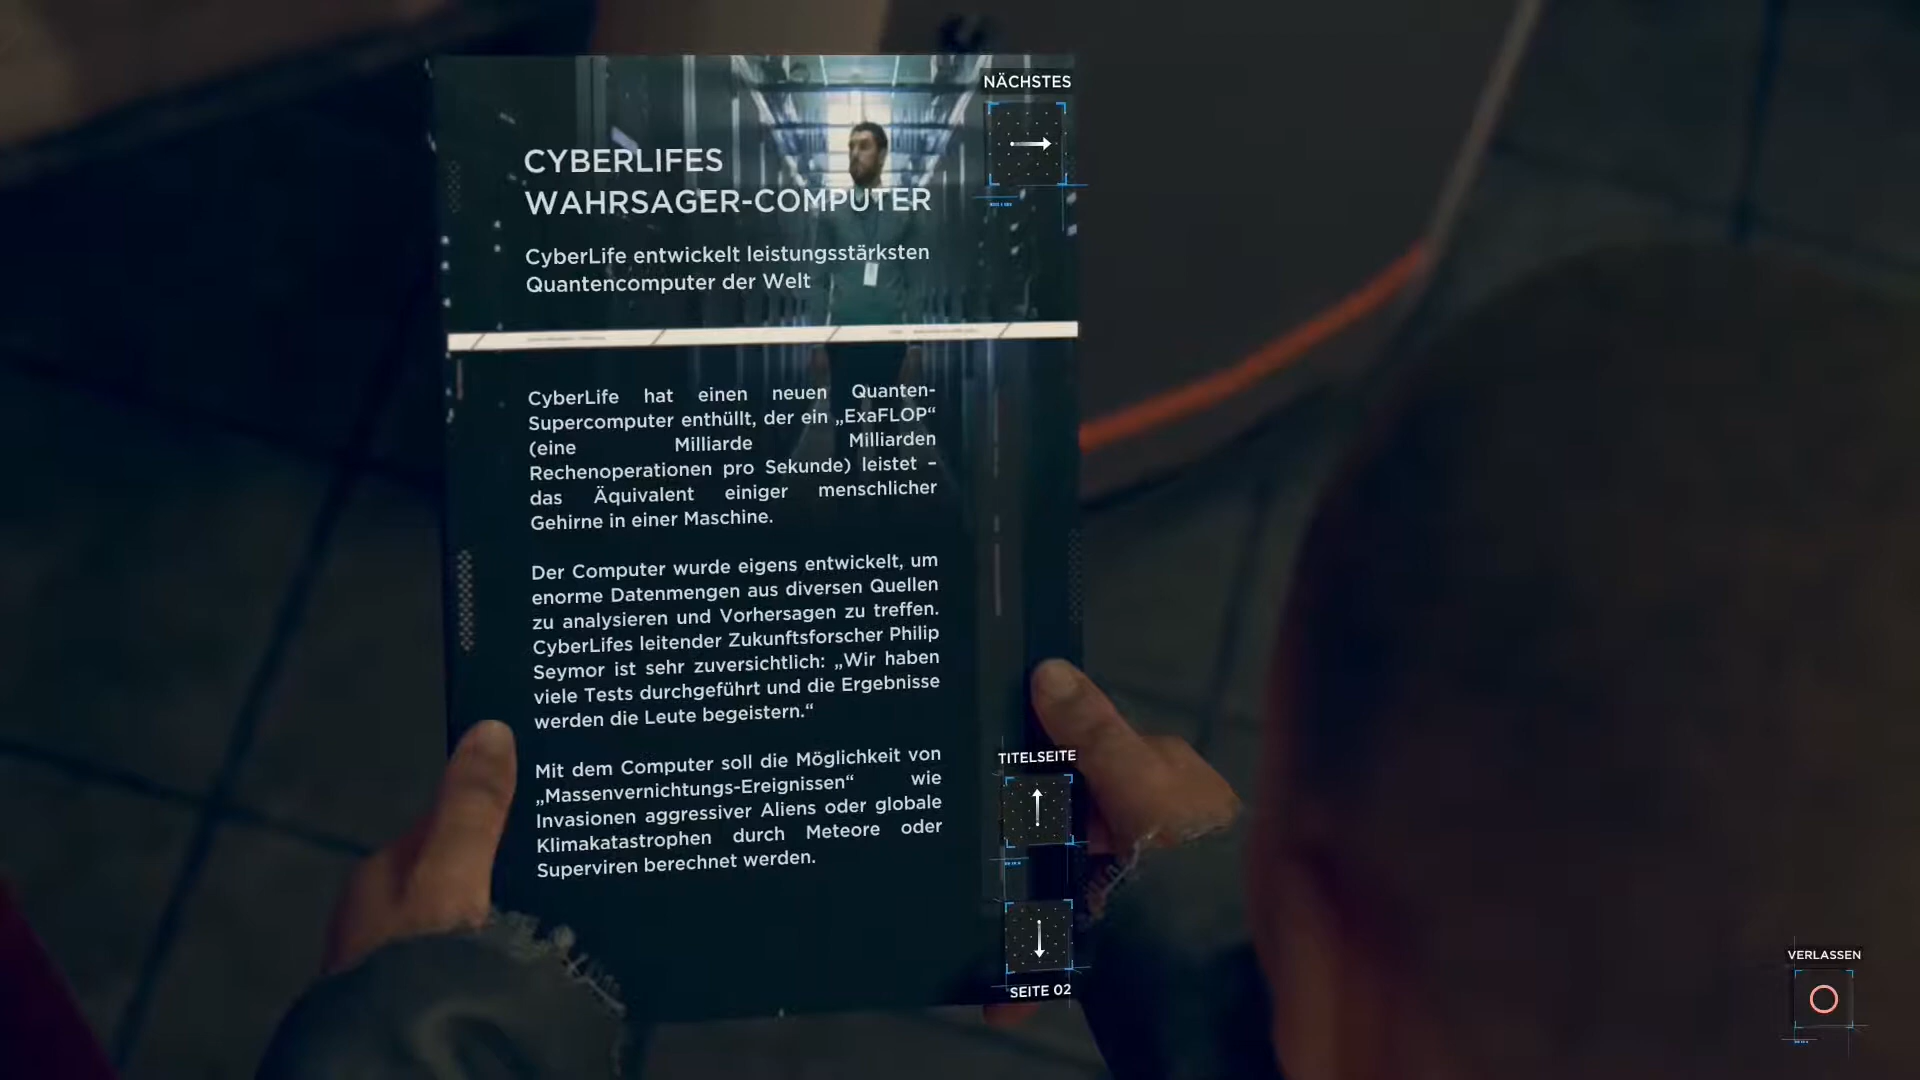 NÄCHSTES
CYBERLIFES
WAHRSAGER-COMPUTER
CyberLife entwickelt leistungsstärksten
Quantencomputer der Welt
CyberLife hat einen neuen Quanten-
Supercomputer enthüllt, der ein „ExaFLOP“
(eine Milliarde Milliarden
Rechenoperationen pro Sekunde) leistet –
das Äquivalent einiger menschlicher
Gehirne in einer Maschine.
Der Computer wurde eigens entwickelt, um
enorme Datenmengen aus diversen Quellen
zu analysieren und Vorhersagen zu treffen.
CyberLifes leitender Zukunftsforscher Philip
Seymor ist sehr zuversichtlich: „Wir haben
viele Tests durchgeführt und die Ergebnisse
werden die Leute begeistern.“
Mit dem Computer soll die Möglichkeit von
„Massenvernichtungs-Ereignissen“ wie
Invasionen aggressiver Aliens oder globale
Klimakatastrophen durch Meteore oder
Superviren berechnet werden.
TITELSEITE
SEITE 02
VERLASSEN